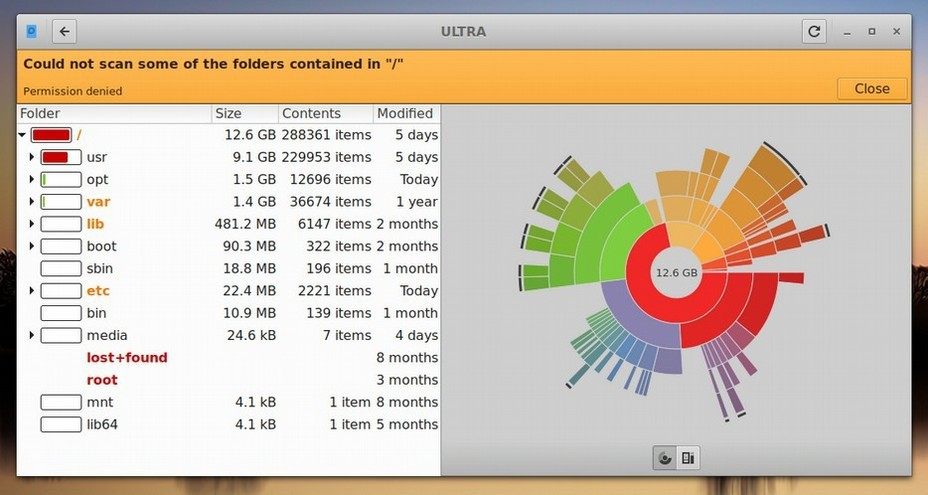 ULTRA
Could not scan some of the folders contained in "/"
Permission denied
Close
Folder Size Contents Modified
/ 12.6 GB 288361 items 5 days
usr 9.1 GB 229953 items 5 days
opt 1.5 GB 12696 items Today
var 1.4 GB 36674 items 1 year
lib 481.2 MB 6147 items 2 months
boot 90.3 MB 322 items 2 months
sbin 18.8 MB 196 items 1 month
etc 22.4 MB 2221 items Today
bin 10.9 MB 139 items 1 month
media 24.6 kB 7 items 4 days
lost+found 8 months
root 3 months
mnt 4.1 kB 1 item 8 months
lib64 4.1 kB 1 item 5 months
12.6 GB